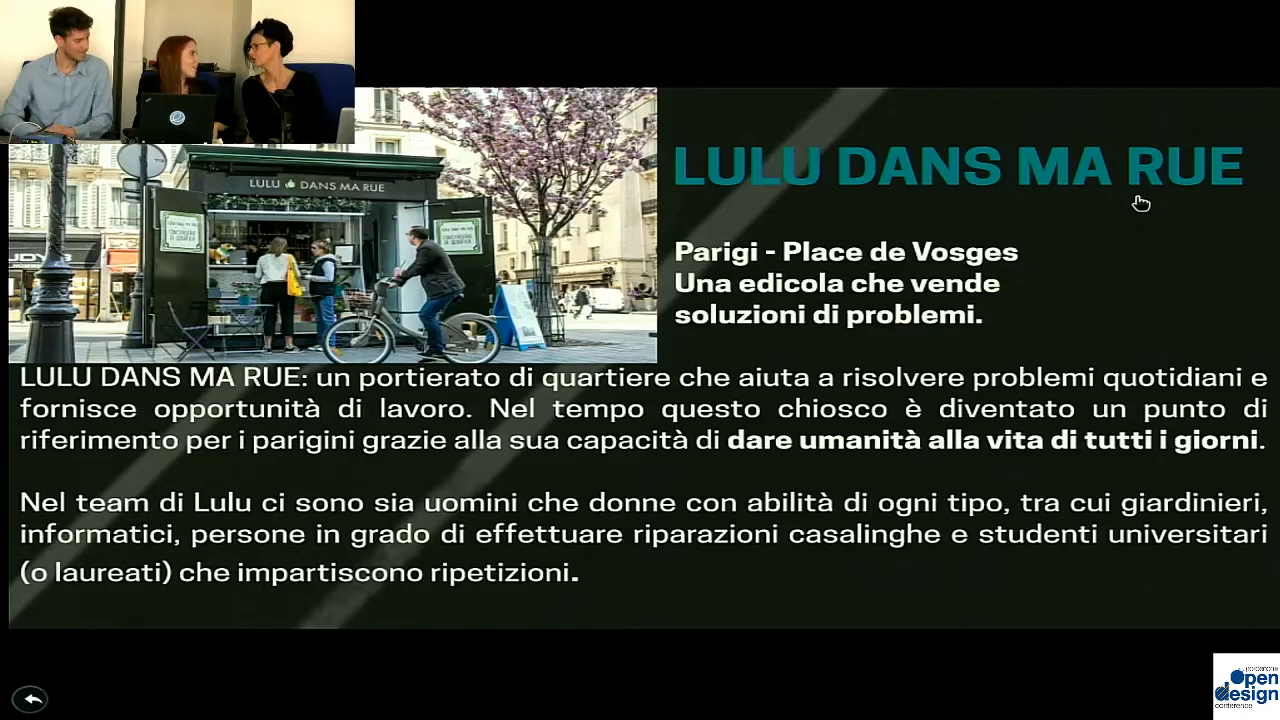 LULU DANS MA RUE
LULU DANS MA RUE
Parigi - Place de Vosges
Una edicola che vende
soluzioni di problemi.
LULU DANS MA RUE: un portierato di quartiere che aiuta a risolvere problemi quotidiani e
fornisce opportunità di lavoro. Nel tempo questo chiosco è diventato un punto di
riferimento per i parigini grazie alla sua capacità di dare umanità alla vita di tutti i giorni.
Nel team di Lulu ci sono sia uomini che donne con abilità di ogni tipo, tra cui giardinieri,
informatici, persone in grado di effettuare riparazioni casalinghe e studenti universitari
(o laureati) che impartiscono ripetizioni.
pordenone
open
design
conference